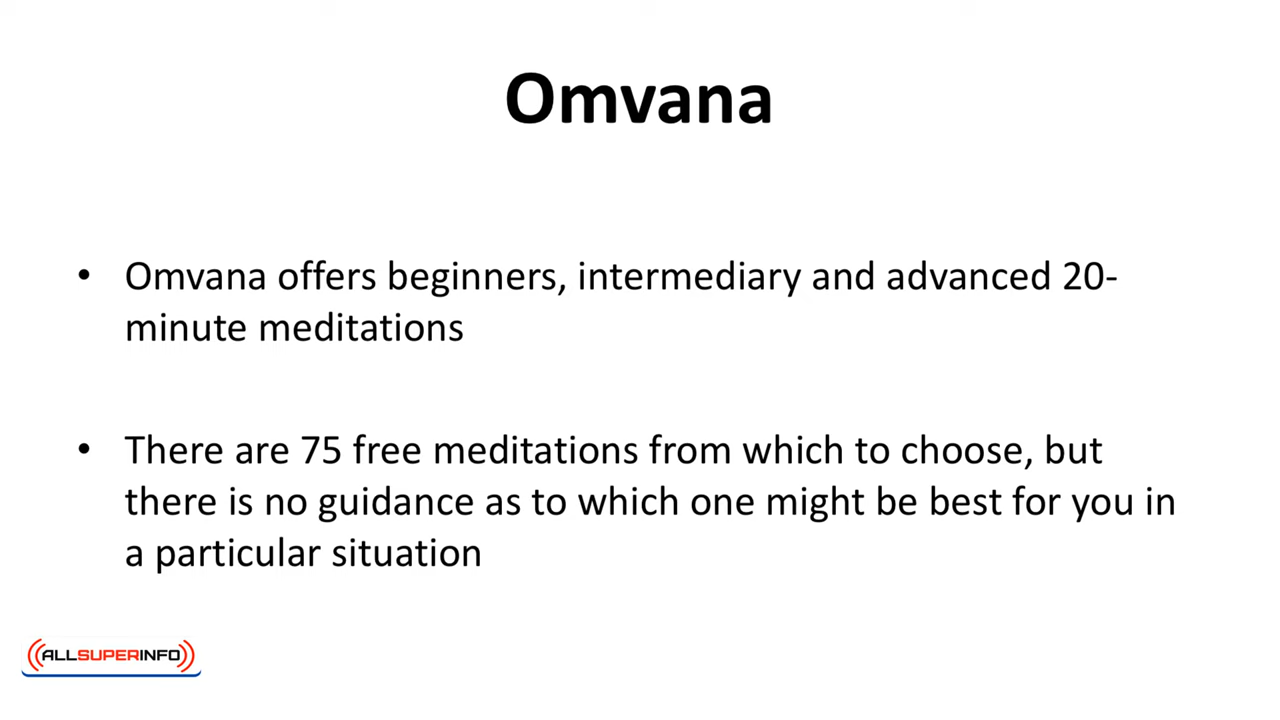 Omvana
• Omvana offers beginners, intermediary and advanced 20-
minute meditations
• There are 75 free meditations from which to choose, but
there is no guidance as to which one might be best for you in
a particular situation
ALLSUPERINFO